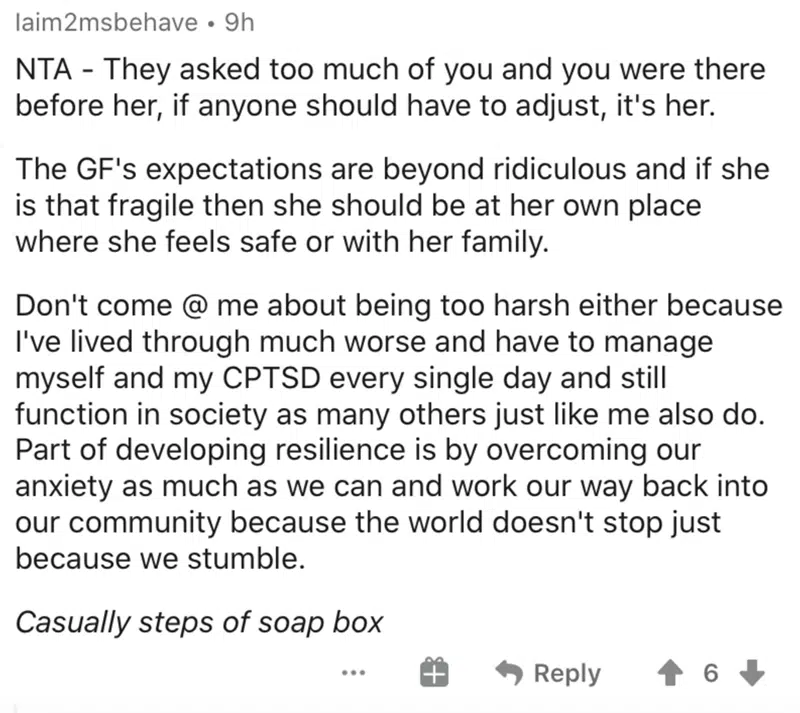 laim2msbehave • 9h
NTA - They asked too much of you and you were there
before her, if anyone should have to adjust, it's her.
The GF's expectations are beyond ridiculous and if she
is that fragile then she should be at her own place
where she feels safe or with her family.
Don't come @ me about being too harsh either because
I've lived through much worse and have to manage
myself and my CPTSD every single day and still
function in society as many others just like me also do.
Part of developing resilience is by overcoming our
anxiety as much as we can and work our way back into
our community because the world doesn't stop just
because we stumble.
Casually steps of soap box
... Reply 6